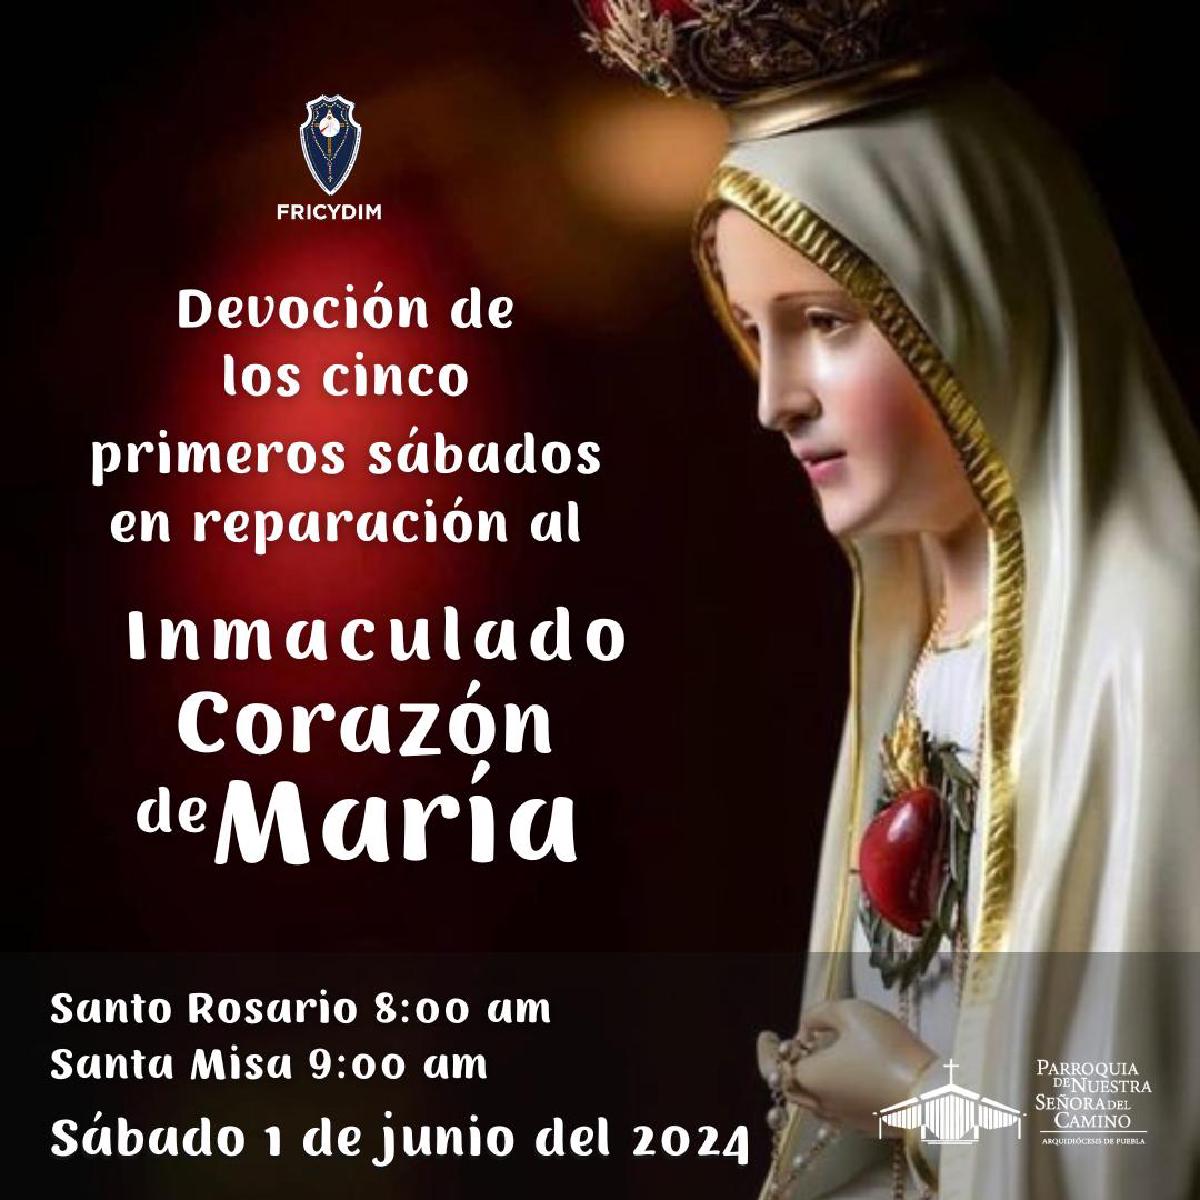 FRICYDIM
Devoción de
los cinco
primeros sábados
en reparación al
Inmaculado
Corazón
de María
Santo Rosario 8:00 am
Santa Misa 9:00 am
Sábado 1 de junio del 2024
PARROQUIA
DE NUESTRA
SEÑORA DEL
CAMINO
ARQUIDIÓCESIS DE PUEBLA